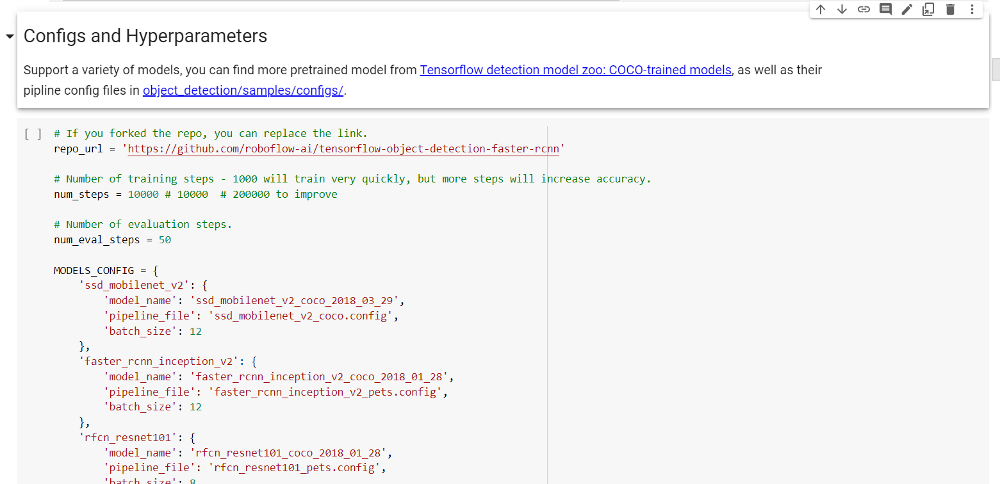 Configs and Hyperparameters
Support a variety of models, you can find more pretrained model from Tensorflow detection model zoo: COCO-trained models, as well as their
pipline config files in object_detection/samples/configs/.
[ ] # If you forked the repo, you can replace the link.
repo_url = 'https://github.com/roboflow-ai/tensorflow-object-detection-faster-rcnn'
# Number of training steps - 1000 will train very quickly, but more steps will increase accuracy.
num_steps = 10000 # 10000  # 200000 to improve
# Number of evaluation steps.
num_eval_steps = 50
MODELS_CONFIG = {
    'ssd_mobilenet_v2': {
        'model_name': 'ssd_mobilenet_v2_coco_2018_03_29',
        'pipeline_file': 'ssd_mobilenet_v2_coco.config',
        'batch_size': 12
    },
    'faster_rcnn_inception_v2': {
        'model_name': 'faster_rcnn_inception_v2_coco_2018_01_28',
        'pipeline_file': 'faster_rcnn_inception_v2_pets.config',
        'batch_size': 12
    },
    'rfcn_resnet101': {
        'model_name': 'rfcn_resnet101_coco_2018_01_28',
        'pipeline_file': 'rfcn_resnet101_pets.config',
        'batch_size': 8